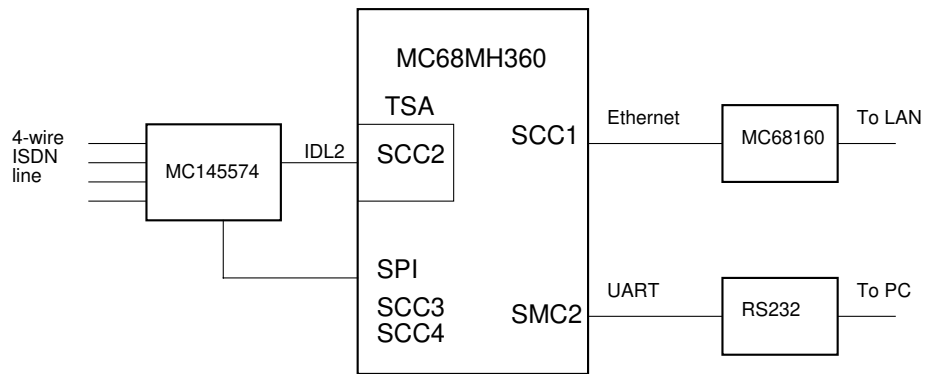 MC68MH360
TSA
SCC2
SCC1
Ethernet
MC68160
To LAN
4-wire
ISDN
line
MC145574
IDL2
SPI
SCC3
SCC4
SMC2
UART
RS232
To PC